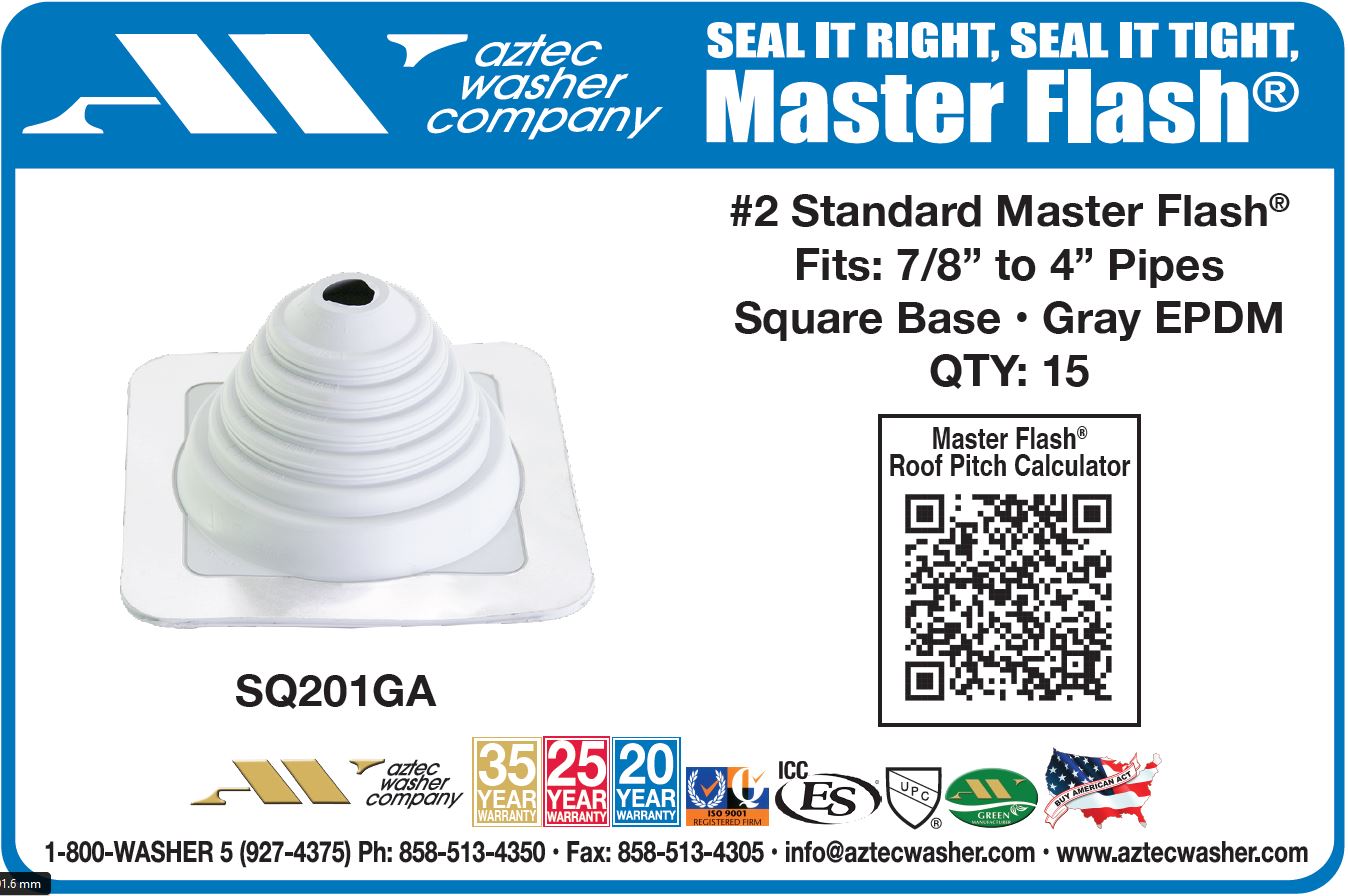 aztec
washer
company
SEAL IT RIGHT, SEAL IT TIGHT,
Master Flash®
#2 Standard Master Flash®
Fits: 7/8” to 4” Pipes
Square Base • Gray EPDM
QTY: 15
Master Flash®
Roof Pitch Calculator
SQ201GA
aztec
washer
company
35
YEAR
WARRANTY
25
YEAR
WARRANTY
20
YEAR
WARRANTY
Q
ISO 9001
REGISTERED FIRM
ICC
ES®
UPC
®
GREEN
MANUFACTURER
BUY AMERICAN ACT
1-800-WASHER 5 (927-4375) Ph: 858-513-4350 • Fax: 858-513-4305 • info@aztecwasher.com • www.aztecwasher.com
01.6 mm